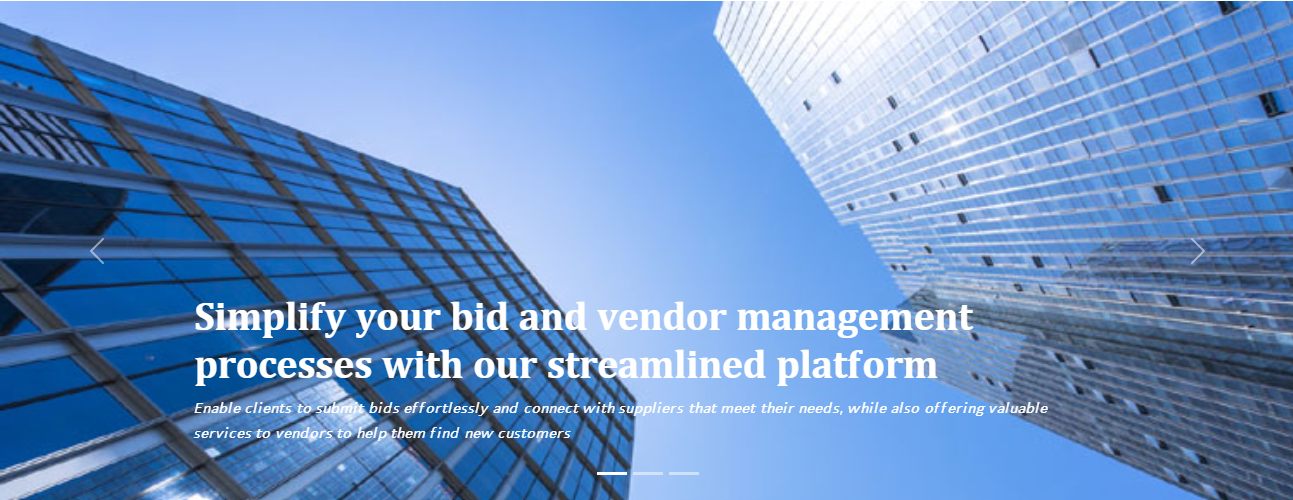 Simplify your bid and vendor management
processes with our streamlined platform
Enable clients to submit bids effortlessly and connect with suppliers that meet their needs, while also offering valuable
services to vendors to help them find new customers